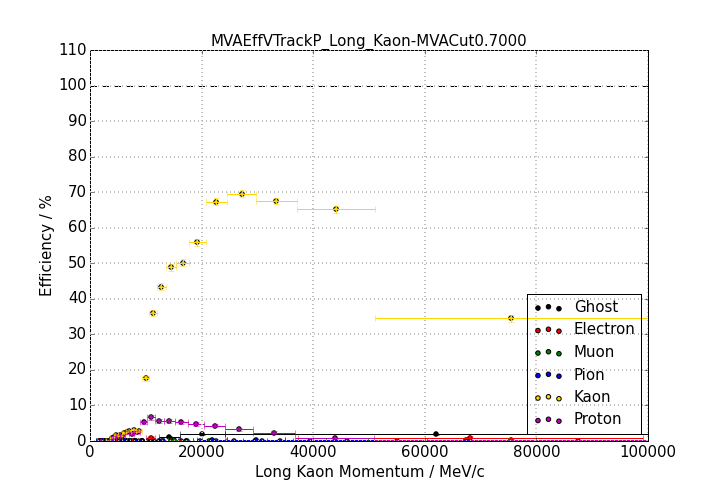 MVAEffVTrackP_Long_Kaon-MVACut0.7000
110
100
90
80
70
60
50
40
30
20
10
0
Efficiency / %
Ghost
Electron
Muon
Pion
Kaon
Proton
0 20000 40000 60000 80000 100000
Long Kaon Momentum / MeV/c